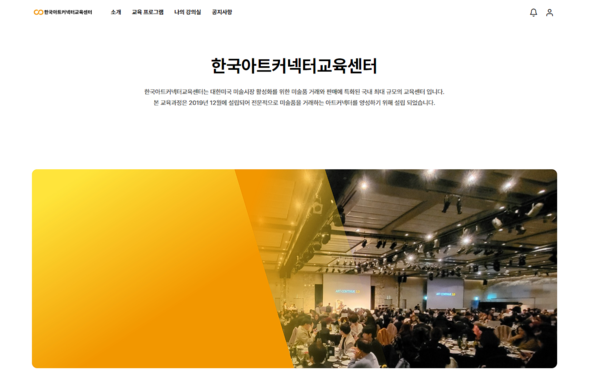 한국아트커넥터교육센터
소개 교육 프로그램 나의 강의실 공지사항
한국아트커넥터교육센터
한국아트커넥터교육센터는 대한민국 미술시장 활성화를 위한 미술품 거래와 판매에 특화된 국내 최대 규모의 교육센터 입니다.
본 교육과정은 2019년 12월에 설립되어 전문적으로 미술품을 거래하는 아트커넥터를 양성하기 위해 설립 되었습니다.